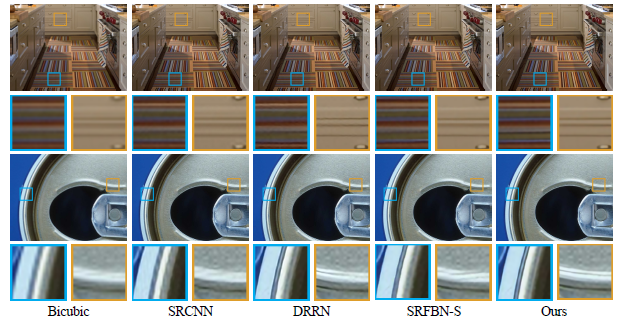 Bicubic
SRCNN
DRRN
SRFBN-S
Ours